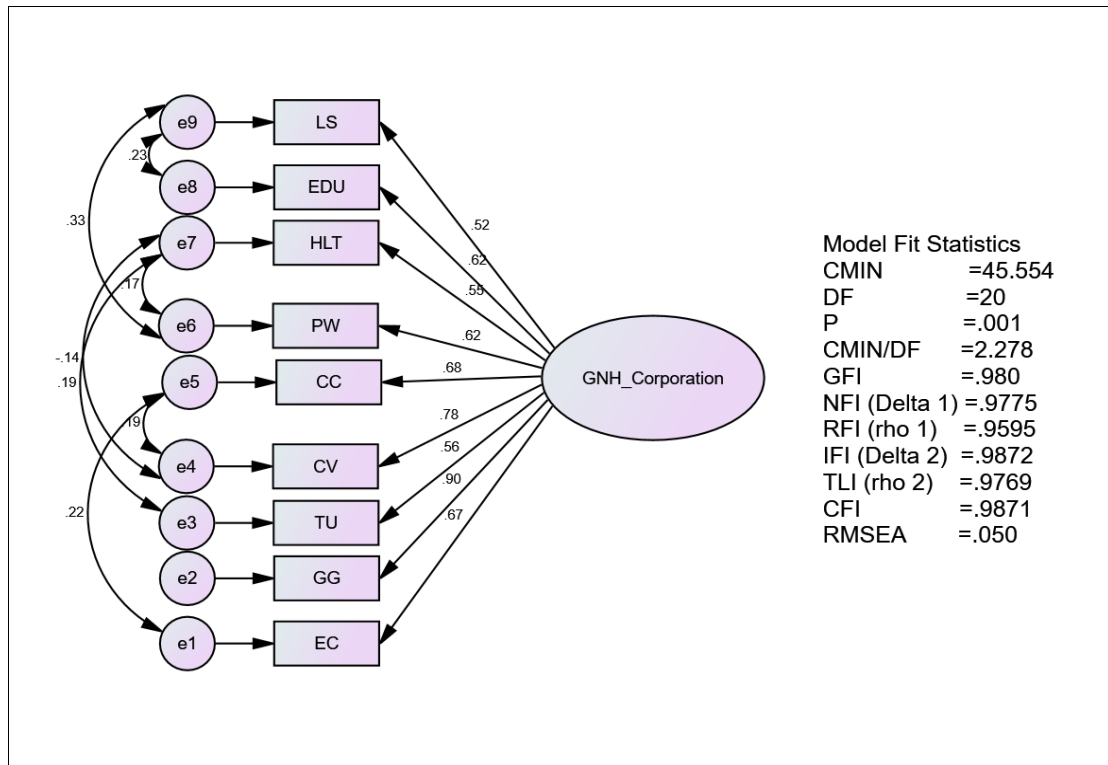 e9
LS
.23
e8
EDU
.33
.52
e7
HLT
.62
.55
.17
e6
PW
.62
-.14
.19
e5
CC
.68
GNH_Corporation
19
.78
e4
CV
.56
.90
.22
e3
TU
.67
e2
GG
e1
EC
Model Fit Statistics
CMIN =45.554
DF =20
P =.001
CMIN/DF =2.278
GFI =.980
NFI (Delta 1) =.9775
RFI (rho 1) =.9595
IFI (Delta 2) =.9872
TLI (rho 2) =.9769
CFI =.9871
RMSEA =.050